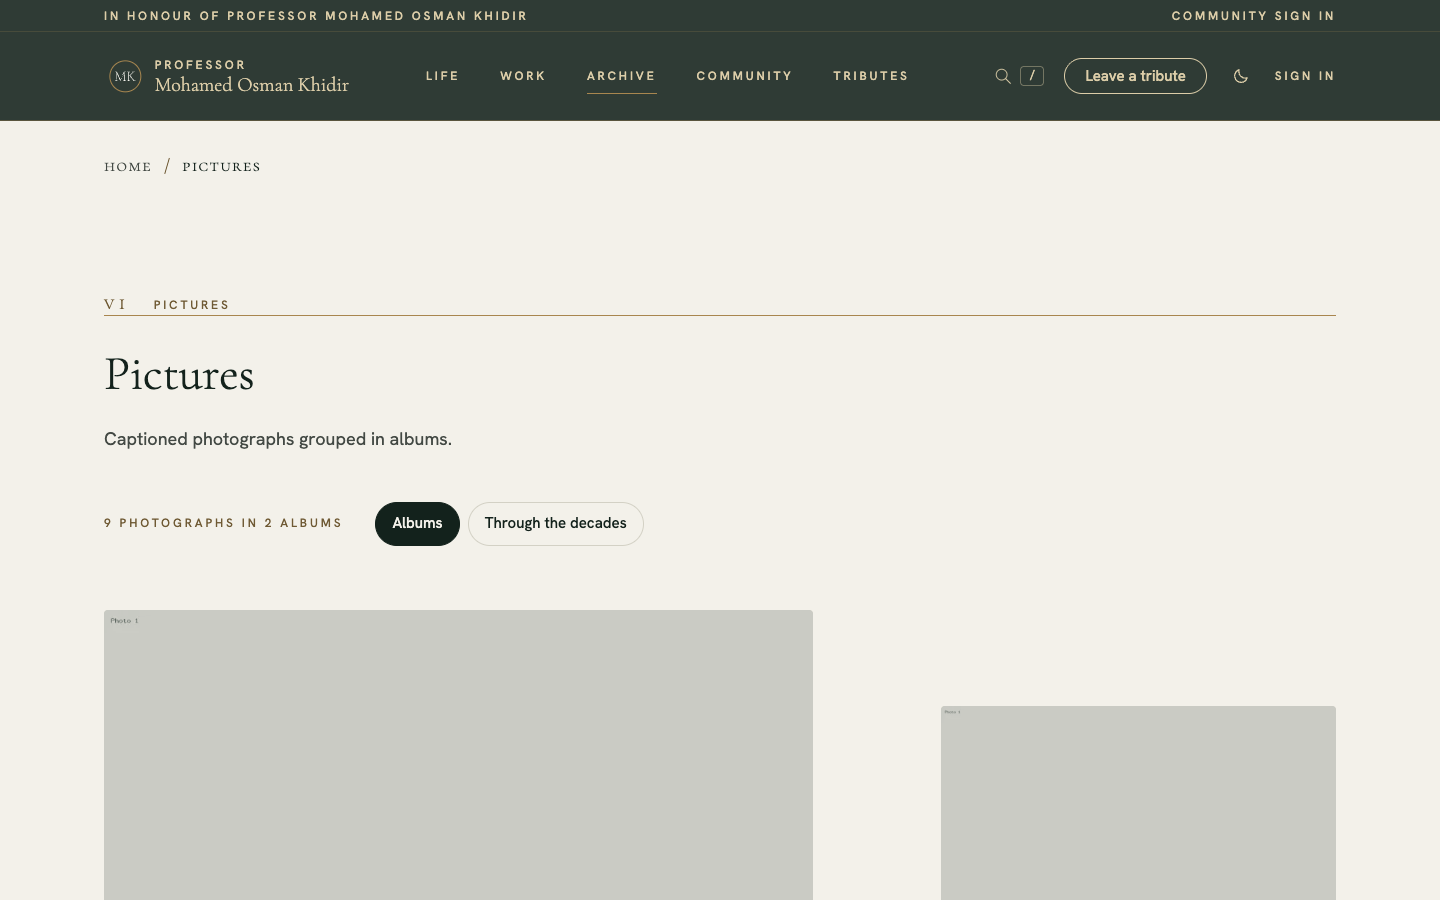 IN HONOUR OF PROFESSOR MOHAMED OSMAN KHIDIR
COMMUNITY SIGN IN
MK
PROFESSOR
Mohamed Osman Khidir
LIFE
WORK
ARCHIVE
COMMUNITY
TRIBUTES
/
Leave a tribute
SIGN IN
HOME / PICTURES
VI PICTURES
Pictures
Captioned photographs grouped in albums.
9 PHOTOGRAPHS IN 2 ALBUMS
Albums
Through the decades
Photo 1